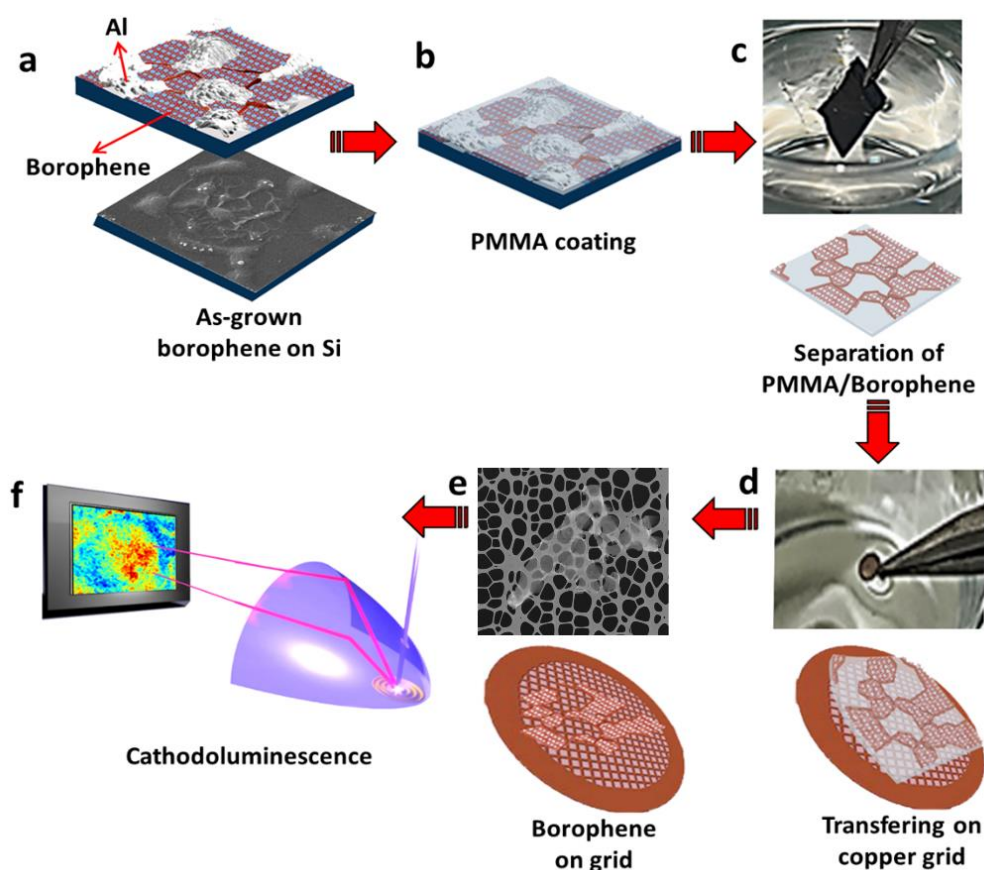 a
Al
Borophene
As-grown
borophene on Si
b
PMMA coating
c
Separation of
PMMA/Borophene
d
Transfering on
copper grid
e
Borophene
on grid
f
Cathodoluminescence